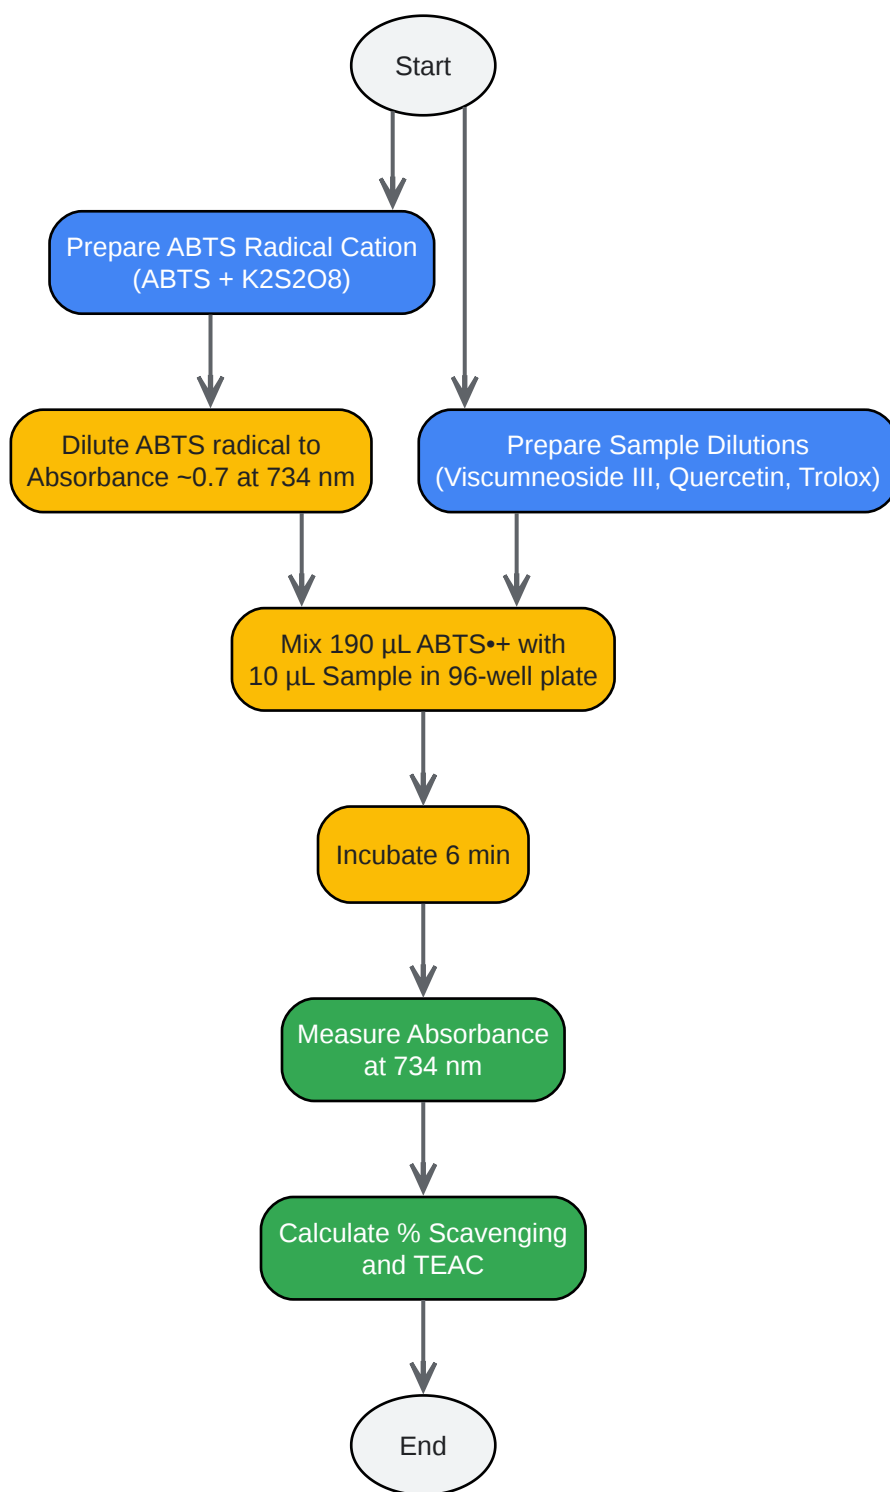 Start
Prepare ABTS Radical Cation
(ABTS + K2S2O8)
Dilute ABTS radical to
Absorbance ~0.7 at 734 nm
Prepare Sample Dilutions
(Viscumneoside III, Quercetin, Trolox)
Mix 190 µL ABTS•+ with
10 µL Sample in 96-well plate
Incubate 6 min
Measure Absorbance
at 734 nm
Calculate % Scavenging
and TEAC
End